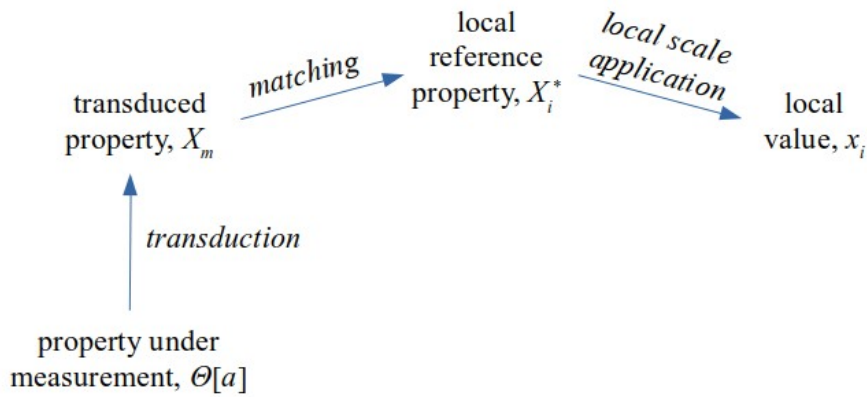 local
reference
property, X_i^*
matching
local scale
application
transduced
property, X_m
local
value, x_i
transduction
property under
measurement, Θ[a]